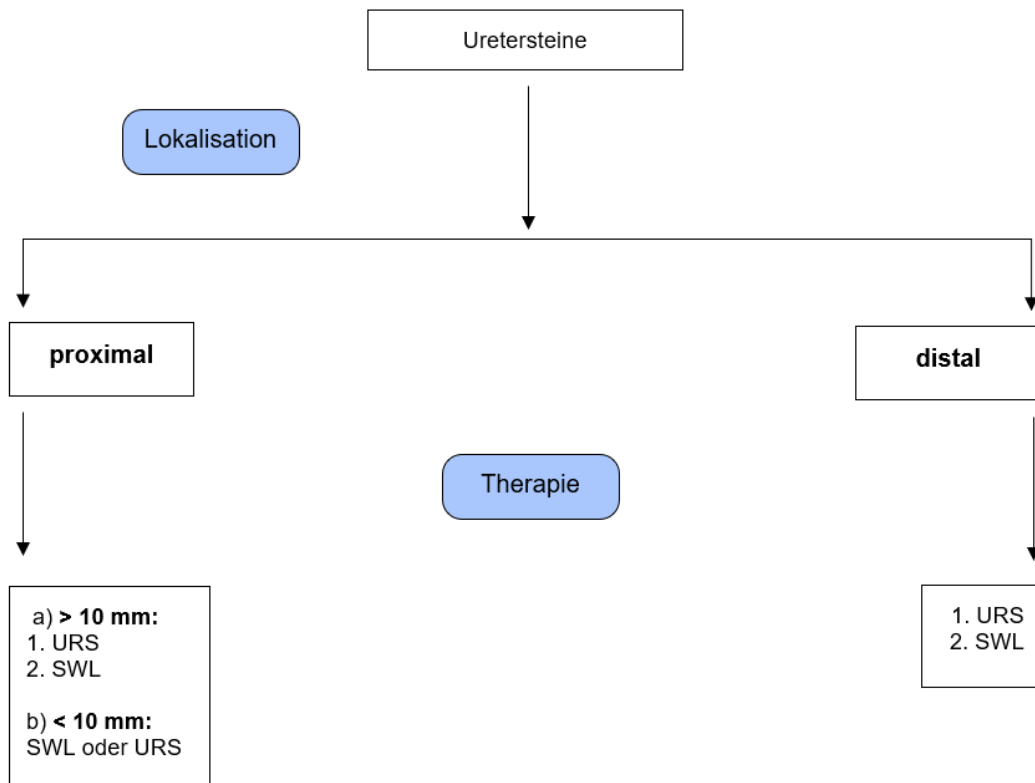 Uretersteine
Lokalisation
proximal
distal
Therapie
a) > 10 mm:
1. URS
2. SWL
b) < 10 mm:
SWL oder URS
1. URS
2. SWL